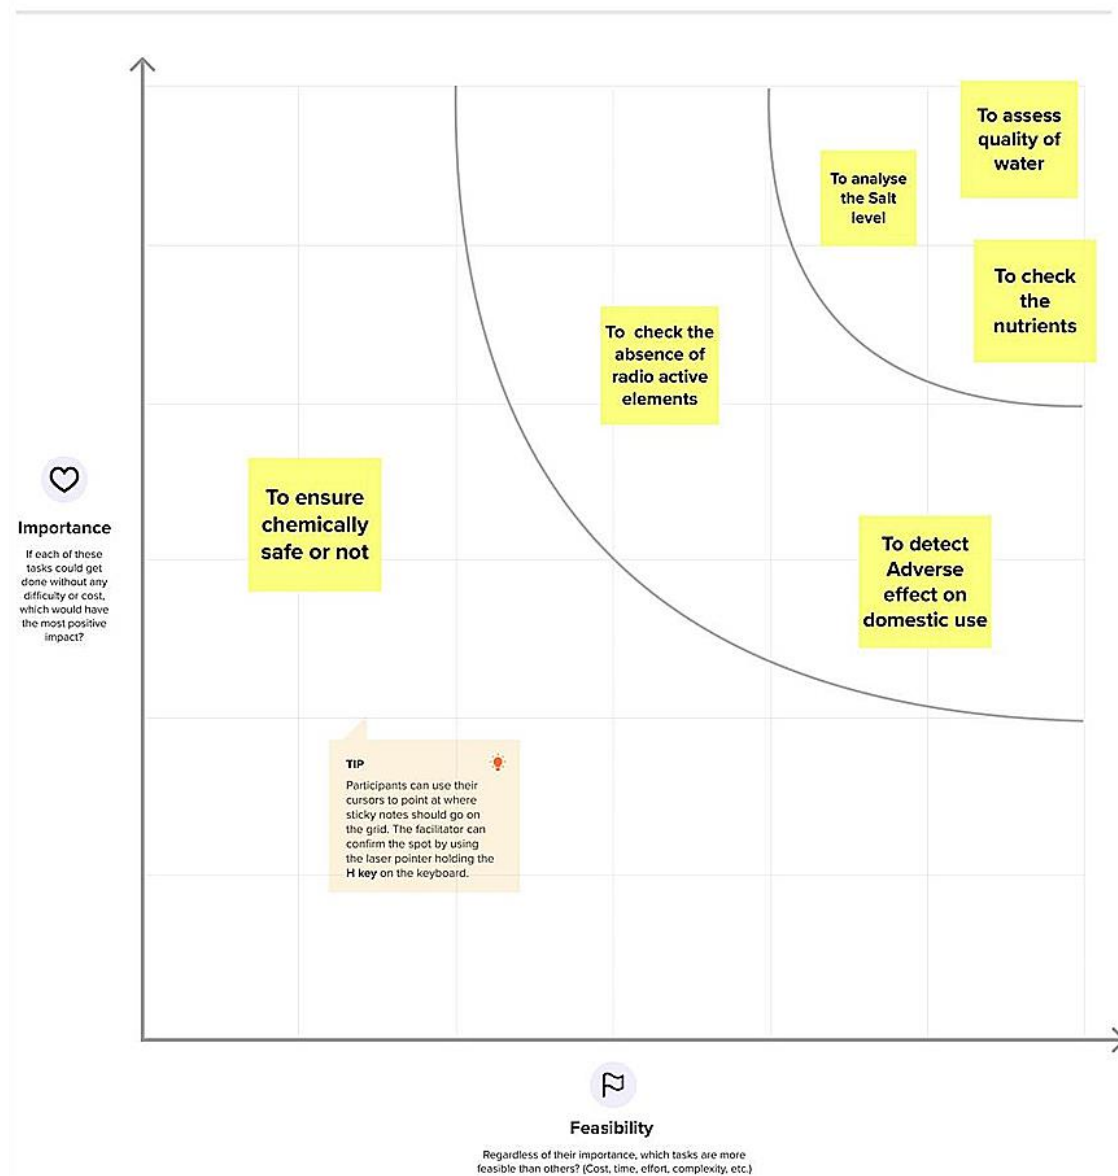 To assess
quality of
water
To analyse
the Salt
level
To check
the
nutrients
To check the
absence of
radio active
elements
To ensure
chemically
safe or not
To detect
Adverse
effect on
domestic use
Importance
If each of these
tasks could get
done without any
difficulty or cost,
which would have
the most positive
impact?
TIP
Participants can use their
cursors to point at where
sticky notes should go on
the grid. The facilitator can
confirm the spot by using
the laser pointer holding the
H key on the keyboard.
Feasibility
Regardless of their importance, which tasks are more
feasible than others? (Cost, time, effort, complexity, etc.)